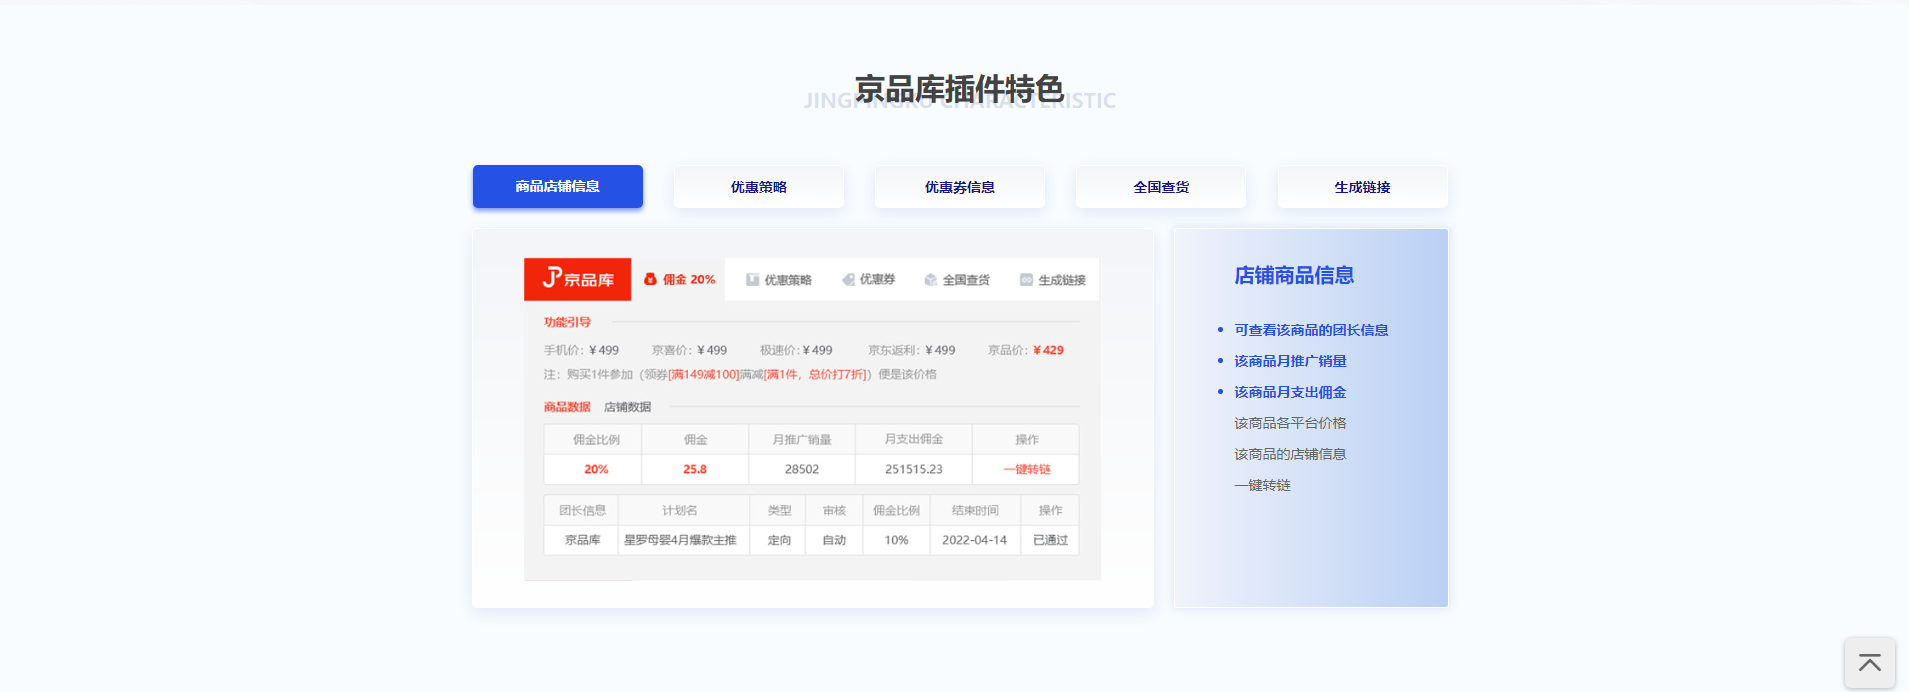 京品库插件特色
JINGPINGKU CHARACTERISTIC
商品店铺信息 优惠策略 优惠券信息 全国查货 生成链接
京品库 佣金 20% 优惠策略 优惠券 全国查货 生成链接
功能引导
手机价：¥499 京喜价：¥499 极速价：¥499 京东返利：¥499 京品价：¥429
注：购买1件参加（领券[满149减100]满减[满1件，总价打7折]）便是该价格
商品数据 店铺数据
佣金比例 佣金 月推广销量 月支出佣金 操作
20% 25.8 28502 251515.23 一键转链
团长信息 计划名 类型 审核 佣金比例 结束时间 操作
京品库 星罗母婴4月爆款主推 定向 自动 10% 2022-04-14 已通过
店铺商品信息
可查看该商品的团长信息
该商品月推广销量
该商品月支出佣金
该商品各平台价格
该商品的店铺信息
一键转链